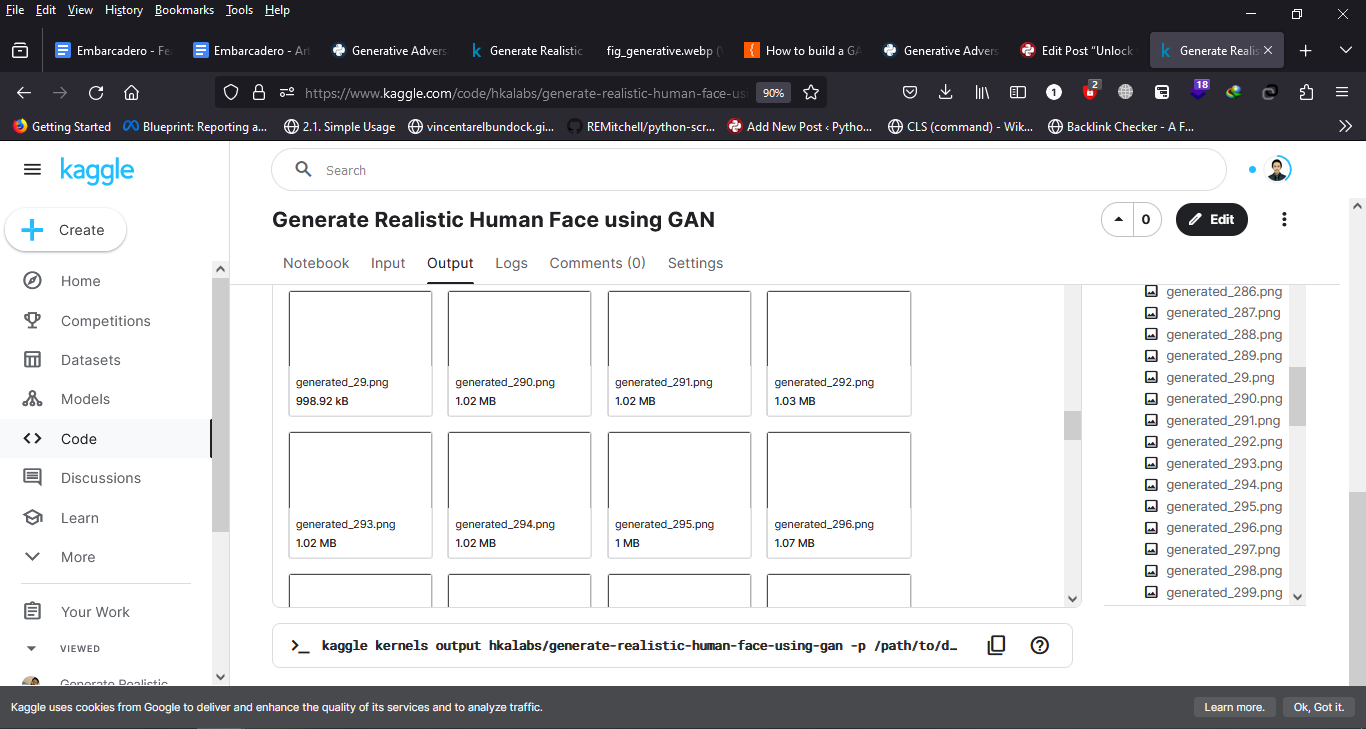 File Edit View History Bookmarks Tools Help
Embarcadero - Fe
Embarcadero - Art
Generative Advers
Generate Realistic
fig_generative.webp (
How to build a GA
Generative Advers
Edit Post "Unlock
Generate Realis
https://www.kaggle.com/code/hkalabs/generate-realistic-human-face-us
90%
1
2
18
Getting Started
Blueprint: Reporting a...
2.1. Simple Usage
vincentarelbundock.gi...
REMitchell/python-scr...
Add New Post ‹ Pytho...
CLS (command) - Wik...
Backlink Checker - A F...
kaggle
Search
Create
Home
Competitions
Datasets
Models
Code
Discussions
Learn
More
Your Work
VIEWED
Generate Realistic
Generate Realistic Human Face using GAN
0
Edit
Notebook Input Output Logs Comments (0) Settings
generated_29.png
998.92 kB
generated_290.png
1.02 MB
generated_291.png
1.02 MB
generated_292.png
1.03 MB
generated_293.png
1.02 MB
generated_294.png
1.02 MB
generated_295.png
1 MB
generated_296.png
1.07 MB
generated_286.png
generated_287.png
generated_288.png
generated_289.png
generated_29.png
generated_290.png
generated_291.png
generated_292.png
generated_293.png
generated_294.png
generated_295.png
generated_296.png
generated_297.png
generated_298.png
generated_299.png
kaggle kernels output hkalabs/generate-realistic-human-face-using-gan -p /path/to/d…
Kaggle uses cookies from Google to deliver and enhance the quality of its services and to analyze traffic.
Learn more.
Ok, Got it.